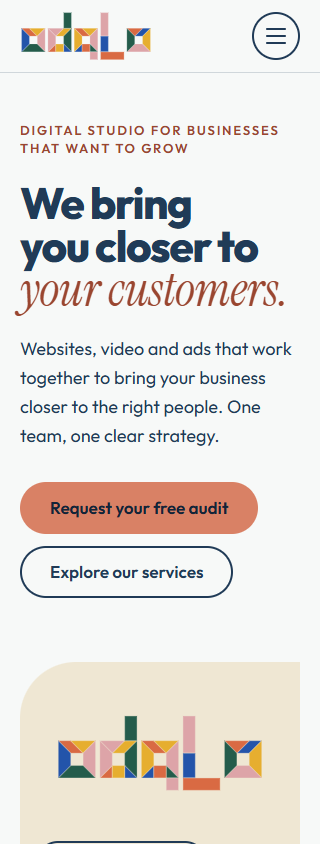 odqLo
DIGITAL STUDIO FOR BUSINESSES
THAT WANT TO GROW
We bring
you closer to
your customers.
Websites, video and ads that work
together to bring your business
closer to the right people. One
team, one clear strategy.
Request your free audit
Explore our services
odqLo